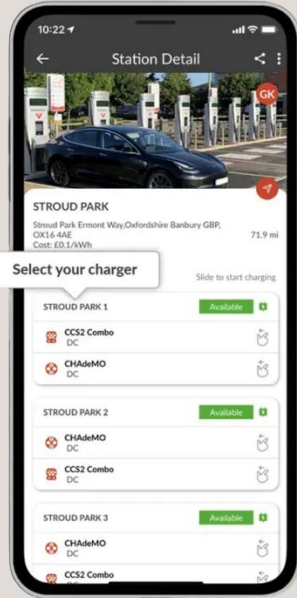 10:22
Station Detail
GK
STROUD PARK
Stroud Park Ermont Way,Oxfordshire Banbury GBP,
OX16 4AE
71.9 mi
Cost: £0.1/kWh
Select your charger
Slide to start charging
STROUD PARK 1
Available
CCS2 Combo
DC
CHAdeMO
DC
STROUD PARK 2
Available
CHAdeMO
DC
CCS2 Combo
DC
STROUD PARK 3
Available
CHAdeMO
DC
CCS2 Combo
DC